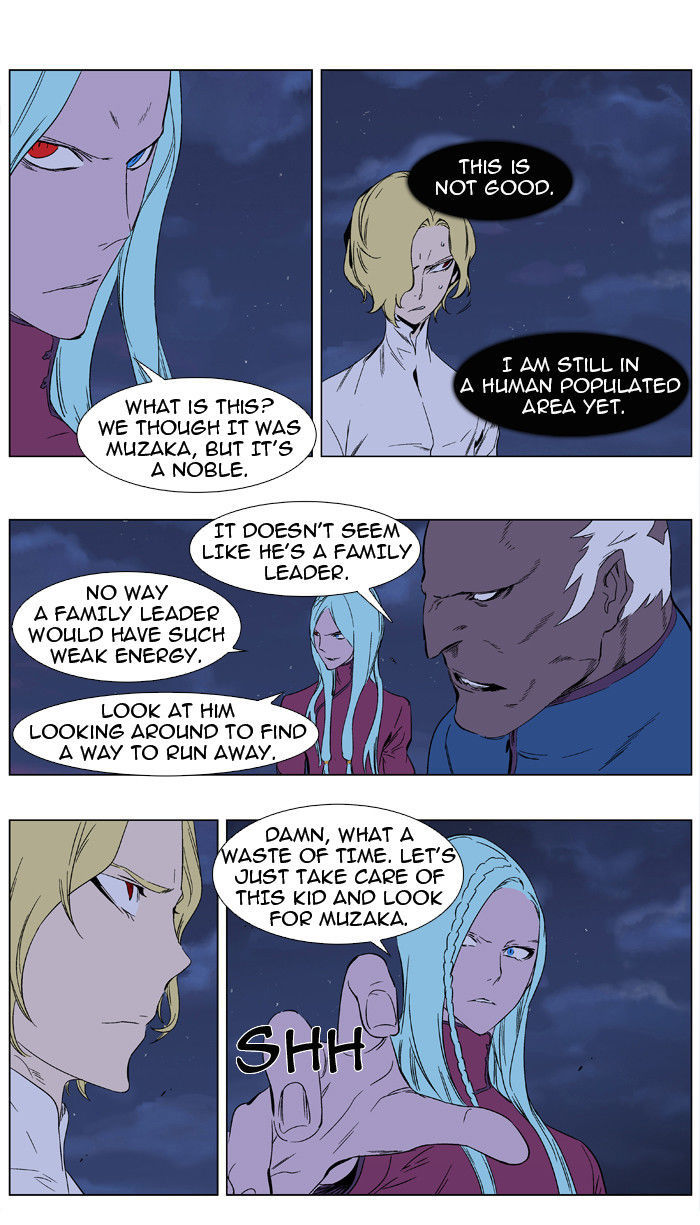 WHAT IS THIS?
WE THOUGH IT WAS
MUZAKA, BUT IT'S
A NOBLE.
THIS IS
NOT GOOD.
I AM STILL IN
A HUMAN POPULATED
AREA YET.
IT DOESN'T SEEM
LIKE HE'S A FAMILY
LEADER.
NO WAY
A FAMILY LEADER
WOULD HAVE SUCH
WEAK ENERGY.
LOOK AT HIM
LOOKING AROUND TO FIND
A WAY TO RUN AWAY.
DAMN, WHAT A
WASTE OF TIME. LET'S
JUST TAKE CARE OF
THIS KID AND LOOK
FOR MUZAKA.
SHH